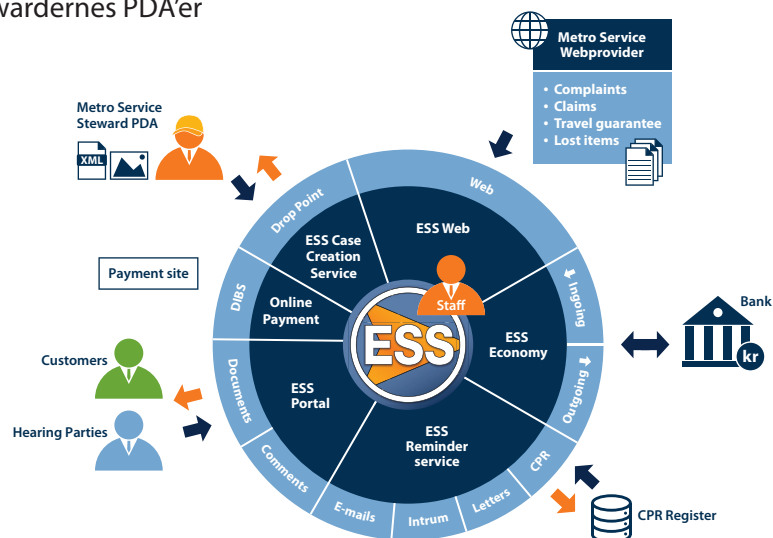 wardernes PDA'er
Metro Service
Webprovider
• Complaints
• Claims
• Travel guarantee
• Lost items
Metro Service
Steward PDA
XML
Drop Point
Web
ESS Case
Creation
Service
ESS Web
Staff
Payment site
DIBS
Online
Payment
ESS
ESS
Economy
Ingoing
Outgoing
Bank
kr
Customers
Hearing Parties
Documents
ESS
Portal
Comments
ESS
Reminder
service
E-mails
Intrum
Letters
CPR
CPR Register